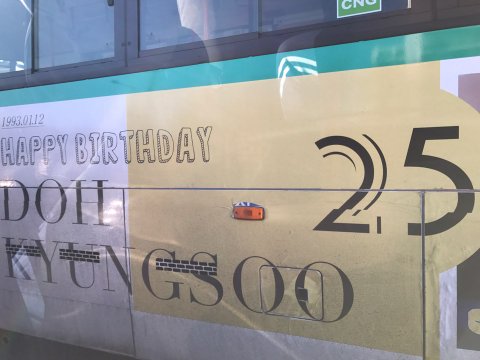 CNG
1993.01.12
HAPPY BIRTHDAY
25
DOH
KYUNGSOO